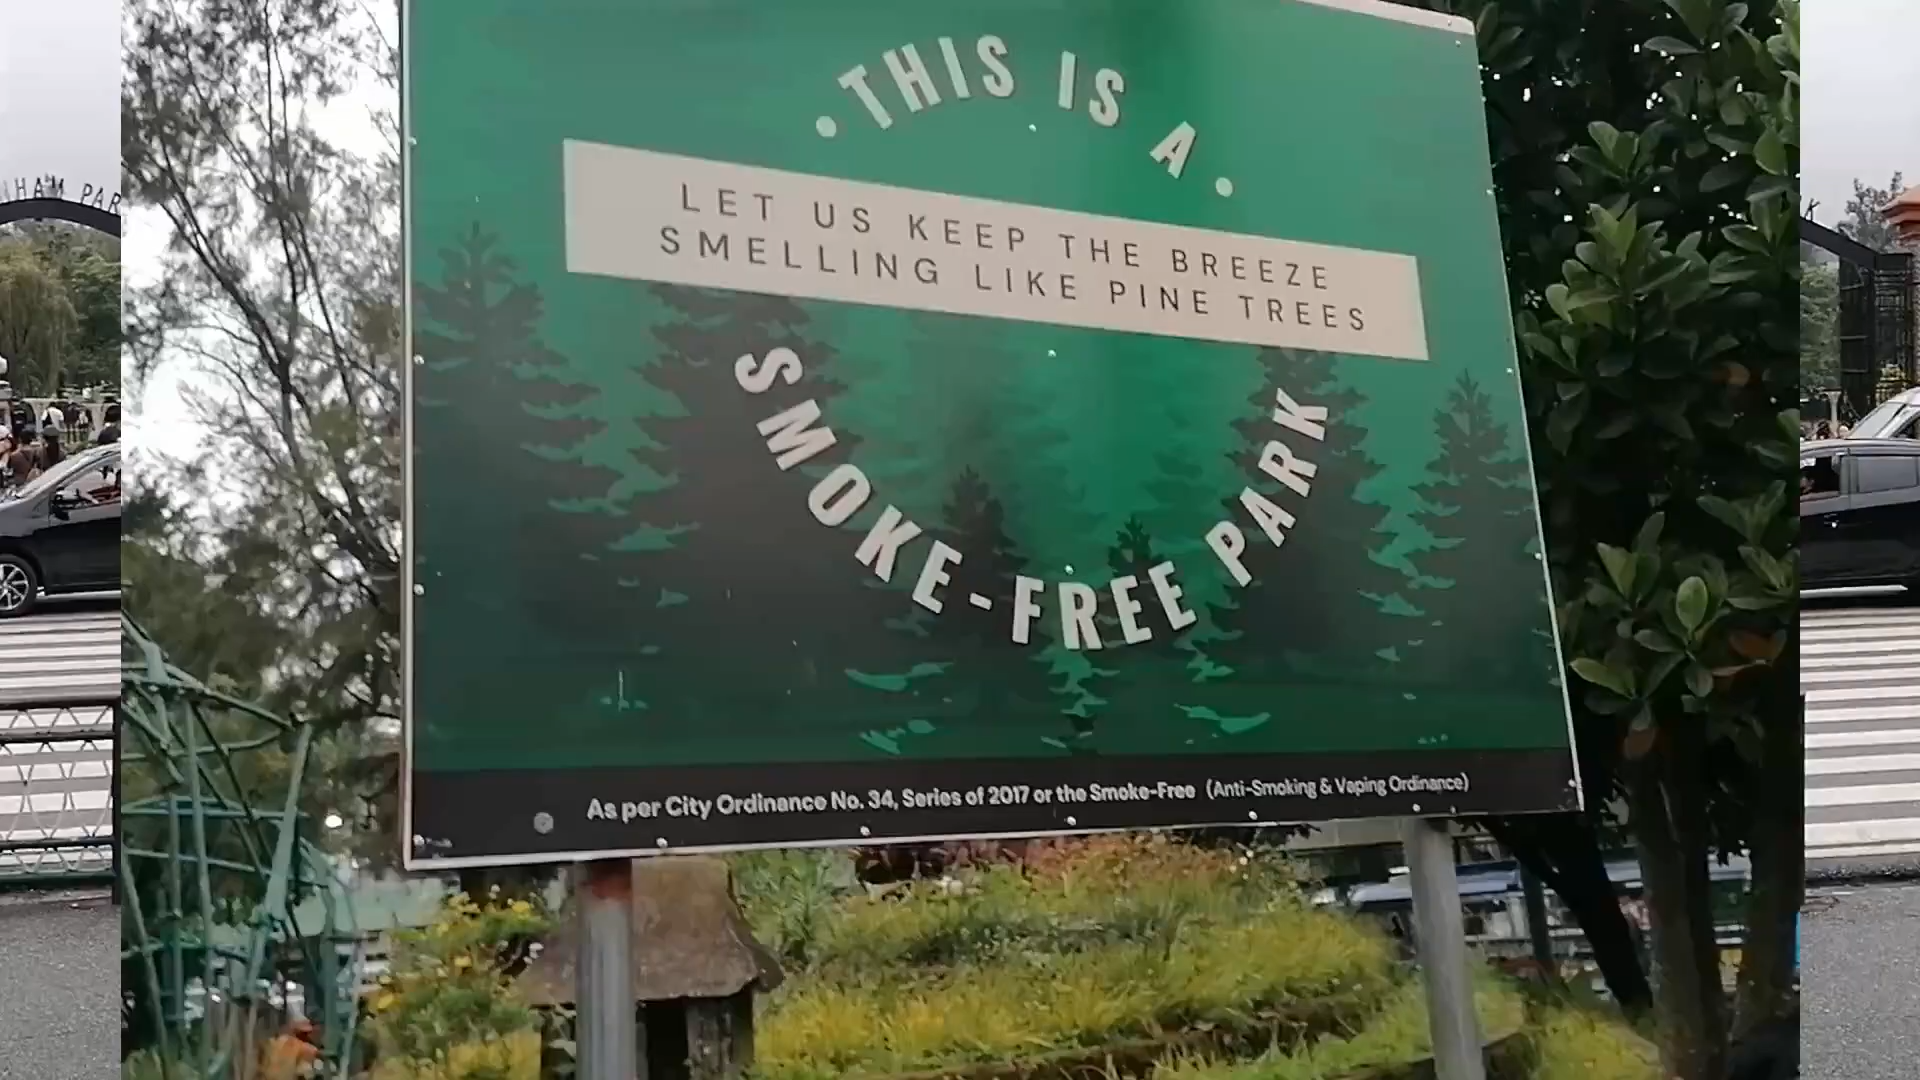 • THIS IS A •
LET US KEEP THE BREEZE
SMELLING LIKE PINE TREES
SMOKE-FREE PARK
As per City Ordinance No. 34, Series of 2017 or the Smoke-Free (Anti-Smoking & Vaping Ordinance)